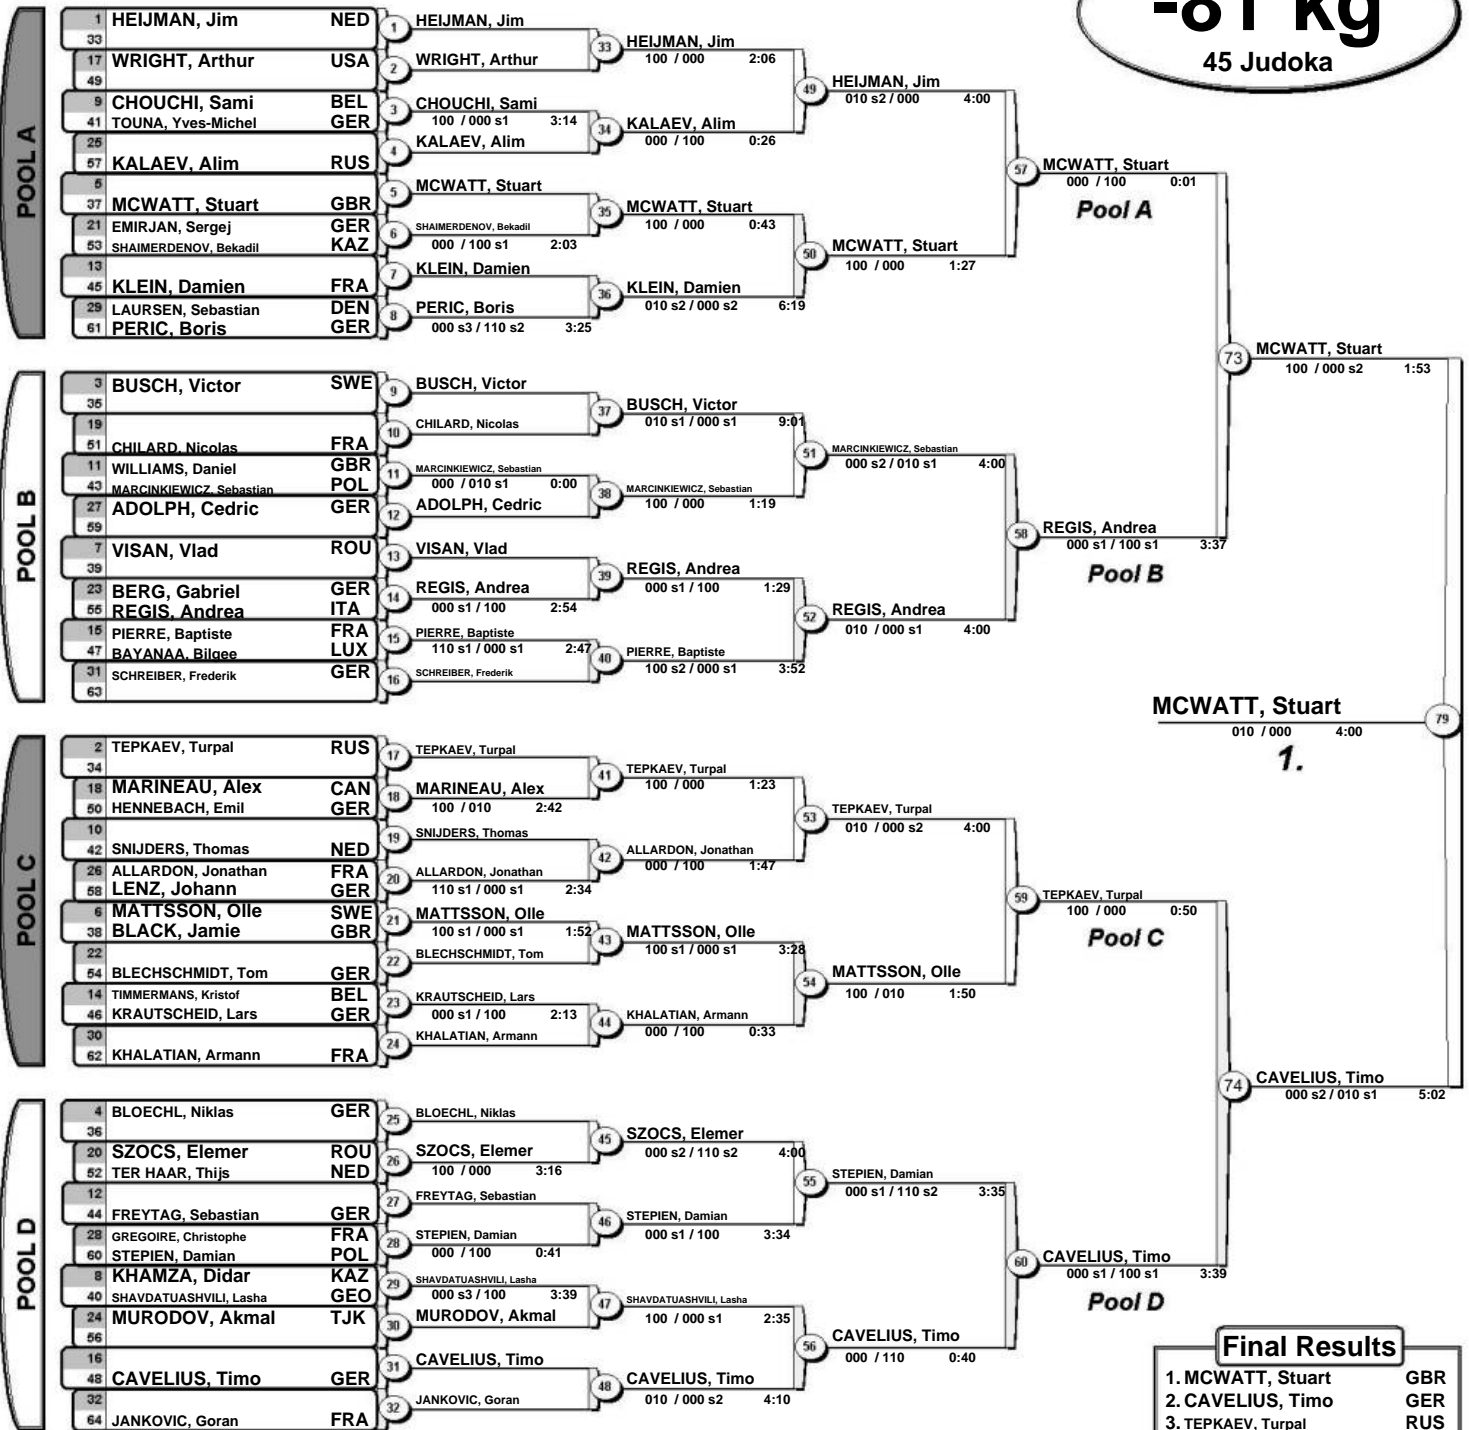 -81 kg
45 Judoka
POOL A
1 HEIJMAN, Jim NED
33
17 WRIGHT, Arthur USA
49
9 CHOUCHI, Sami BEL
41 TOUNA, Yves-Michel GER
25
57 KALAEV, Alim RUS
5
37 MCWATT, Stuart GBR
21 EMIRJAN, Sergej GER
53 SHAIMERDENOV, Bekadil KAZ
13
45 KLEIN, Damien FRA
29 LAURSEN, Sebastian DEN
61 PERIC, Boris GER
1 HEIJMAN, Jim
2 WRIGHT, Arthur
3 CHOUCHI, Sami
100 / 000 s1 3:14
4 KALAEV, Alim
5 MCWATT, Stuart
6 SHAIMERDENOV, Bekadil
000 / 100 s1 2:03
7 KLEIN, Damien
8 PERIC, Boris
000 s3 / 110 s2 3:25
33 HEIJMAN, Jim
100 / 000 2:06
34 KALAEV, Alim
000 / 100 0:26
35 MCWATT, Stuart
100 / 000 0:43
36 KLEIN, Damien
010 s2 / 000 s2 6:19
49 HEIJMAN, Jim
010 s2 / 000 4:00
50 MCWATT, Stuart
100 / 000 1:27
57 MCWATT, Stuart
000 / 100 0:01
Pool A
POOL B
3 BUSCH, Victor SWE
35
19
51 CHILARD, Nicolas FRA
11 WILLIAMS, Daniel GBR
43 MARCINKIEWICZ, Sebastian POL
27 ADOLPH, Cedric GER
59
7 VISAN, Vlad ROU
39
23 BERG, Gabriel GER
55 REGIS, Andrea ITA
15 PIERRE, Baptiste FRA
47 BAYANAA, Bilgee LUX
31 SCHREIBER, Frederik GER
63
9 BUSCH, Victor
10 CHILARD, Nicolas
11 MARCINKIEWICZ, Sebastian
000 / 010 s1 0:00
12 ADOLPH, Cedric
13 VISAN, Vlad
14 REGIS, Andrea
000 s1 / 100 2:54
15 PIERRE, Baptiste
110 s1 / 000 s1 2:47
16 SCHREIBER, Frederik
37 BUSCH, Victor
010 s1 / 000 s1 9:01
38 MARCINKIEWICZ, Sebastian
100 / 000 1:19
39 REGIS, Andrea
000 s1 / 100 1:29
40 PIERRE, Baptiste
100 s2 / 000 s1 3:52
51 MARCINKIEWICZ, Sebastian
000 s2 / 010 s1 4:00
52 REGIS, Andrea
010 / 000 s1 4:00
58 REGIS, Andrea
000 s1 / 100 s1 3:37
Pool B
73 MCWATT, Stuart
100 / 000 s2 1:53
MCWATT, Stuart 79
010 / 000 4:00
1.
POOL C
2 TEPKAEV, Turpal RUS
34
18 MARINEAU, Alex CAN
50 HENNEBACH, Emil GER
10
42 SNIJDERS, Thomas NED
26 ALLARDON, Jonathan FRA
58 LENZ, Johann GER
6 MATTSSON, Olle SWE
38 BLACK, Jamie GBR
22
54 BLECHSCHMIDT, Tom GER
14 TIMMERMANS, Kristof BEL
46 KRAUTSCHEID, Lars GER
30
62 KHALATIAN, Armann FRA
17 TEPKAEV, Turpal
18 MARINEAU, Alex
100 / 010 2:42
19 SNIJDERS, Thomas
20 ALLARDON, Jonathan
110 s1 / 000 s1 2:34
21 MATTSSON, Olle
100 s1 / 000 s1 1:52
22 BLECHSCHMIDT, Tom
23 KRAUTSCHEID, Lars
000 s1 / 100 2:13
24 KHALATIAN, Armann
41 TEPKAEV, Turpal
100 / 000 1:23
42 ALLARDON, Jonathan
000 / 100 1:47
43 MATTSSON, Olle
100 s1 / 000 s1 3:28
44 KHALATIAN, Armann
000 / 100 0:33
53 TEPKAEV, Turpal
010 / 000 s2 4:00
54 MATTSSON, Olle
100 / 010 1:50
59 TEPKAEV, Turpal
100 / 000 0:50
Pool C
POOL D
4 BLOECHL, Niklas GER
36
20 SZOCS, Elemer ROU
52 TER HAAR, Thijs NED
12
44 FREYTAG, Sebastian GER
28 GREGOIRE, Christophe FRA
60 STEPIEN, Damian POL
8 KHAMZA, Didar KAZ
40 SHAVDATUASHVILI, Lasha GEO
24 MURODOV, Akmal TJK
56
16
48 CAVELIUS, Timo GER
32
64 JANKOVIC, Goran FRA
25 BLOECHL, Niklas
26 SZOCS, Elemer
100 / 000 3:16
27 FREYTAG, Sebastian
28 STEPIEN, Damian
000 / 100 0:41
29 SHAVDATUASHVILI, Lasha
000 s3 / 100 3:39
30 MURODOV, Akmal
31 CAVELIUS, Timo
32 JANKOVIC, Goran
45 SZOCS, Elemer
000 s2 / 110 s2 4:00
46 STEPIEN, Damian
000 s1 / 100 3:34
47 SHAVDATUASHVILI, Lasha
100 / 000 s1 2:35
48 CAVELIUS, Timo
010 / 000 s2 4:10
55 STEPIEN, Damian
000 s1 / 110 s2 3:35
56 CAVELIUS, Timo
000 / 110 0:40
60 CAVELIUS, Timo
000 s1 / 100 s1 3:39
Pool D
74 CAVELIUS, Timo
000 s2 / 010 s1 5:02
Final Results
1. MCWATT, Stuart GBR
2. CAVELIUS, Timo GER
3. TEPKAEV, Turpal RUS